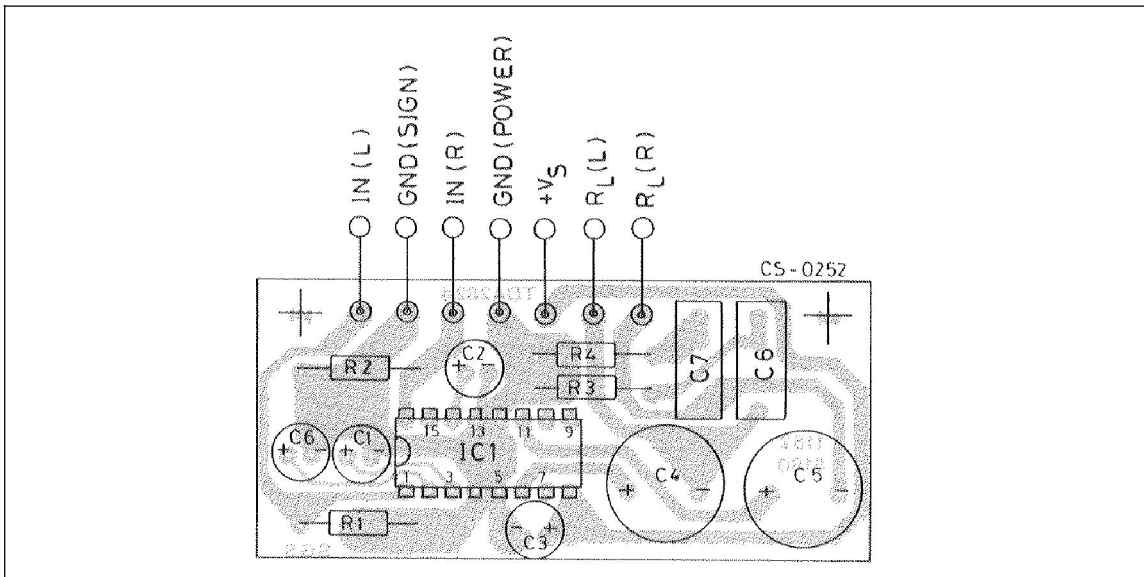 IN (L)
GND (SIGN)
IN (R)
GND (POWER)
+VS
RL (L)
RL (R)
CS-0252
TDA2822
R2
C2
R4
R3
C7
C6
15
13
11
9
C6
C1
IC1
C4
C5
1
3
5
7
R1
C3